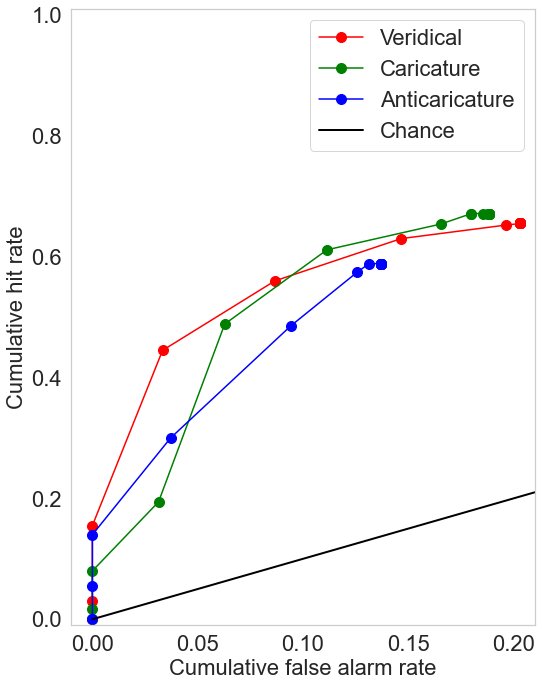 1.0
0.8
0.6
0.4
0.2
0.0
Cumulative hit rate
Veridical
Caricature
Anticaricature
Chance
0.00 0.05 0.10 0.15 0.20
Cumulative false alarm rate